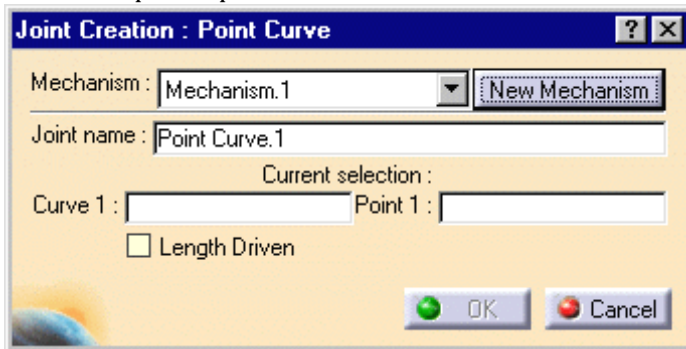 Joint Creation : Point Curve
Mechanism : Mechanism.1 New Mechanism
Joint name : Point Curve.1
Current selection :
Curve 1 : Point 1 :
Length Driven
OK Cancel